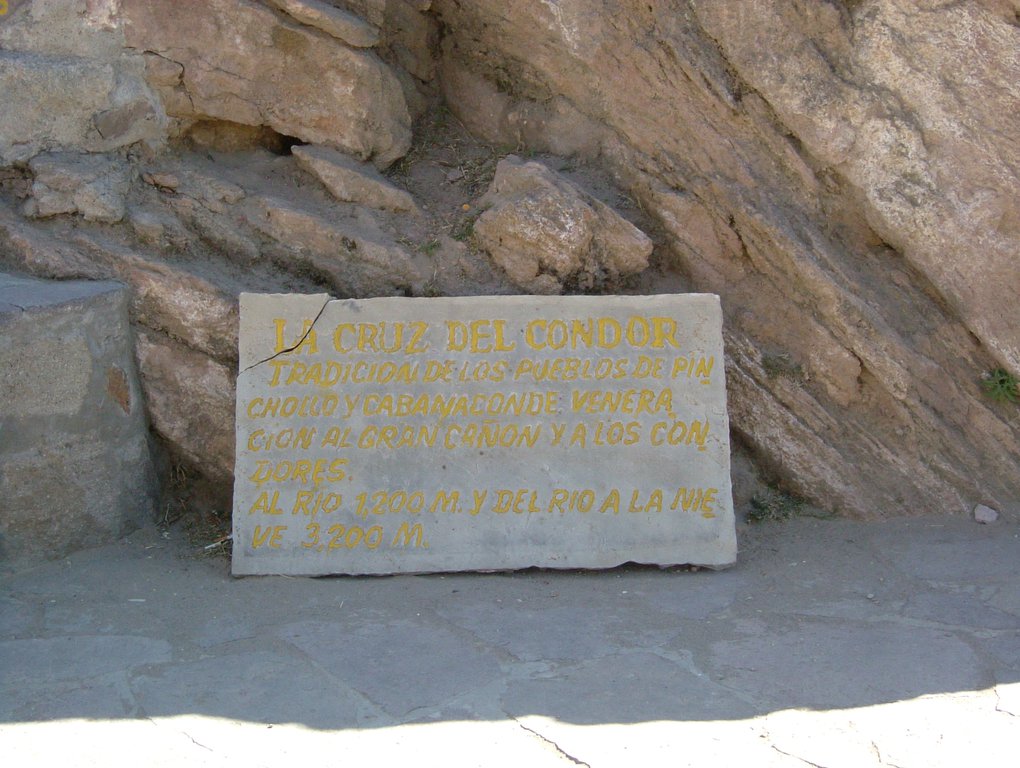 LA CRUZ DEL CONDOR
TRADICION DE LOS PUEBLOS DE PIN
CHOLLO Y CABANACONDE VENERA
CION AL GRAN CAÑON Y A LOS CON
DORES.
AL RIO 1,200 M. Y DEL RIO A LA NIE
VE 3,200 M.